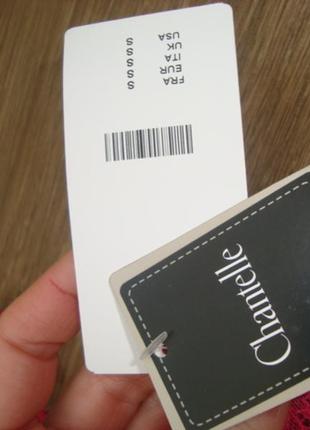 FRA S
EUR S
ITA S
UK S
USA S
Chantelle